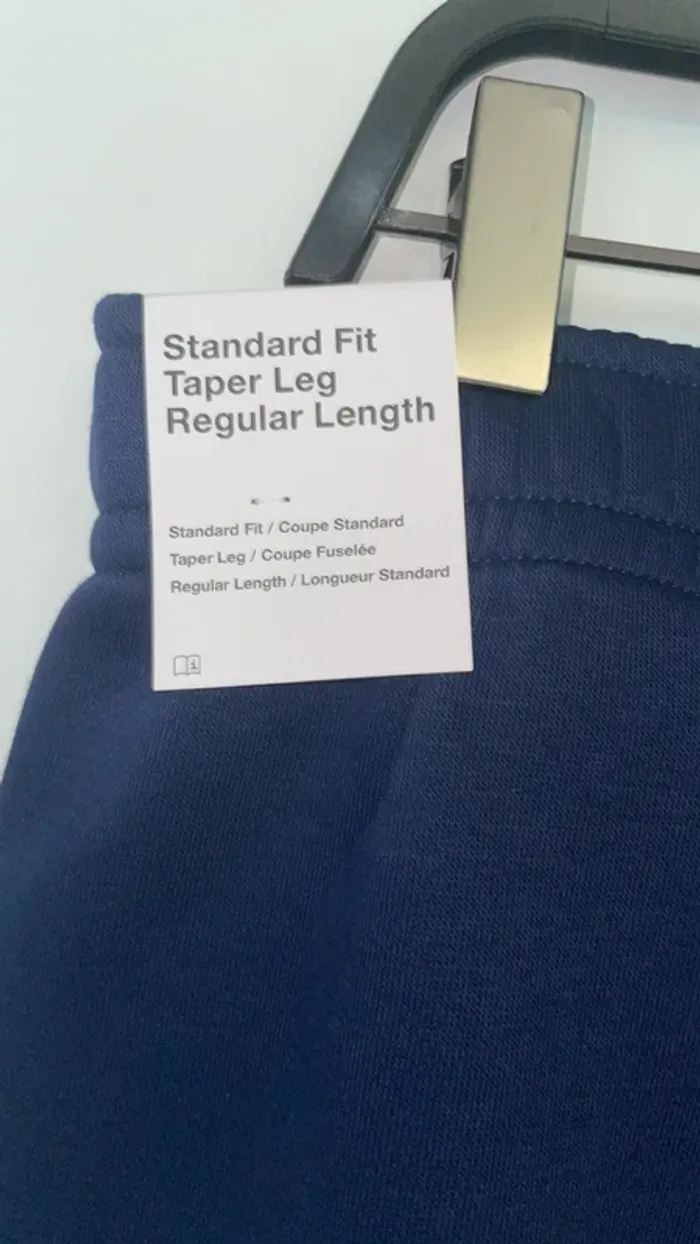 Standard Fit
Taper Leg
Regular Length
Standard Fit / Coupe Standard
Taper Leg / Coupe Fuselée
Regular Length / Longueur Standard
i